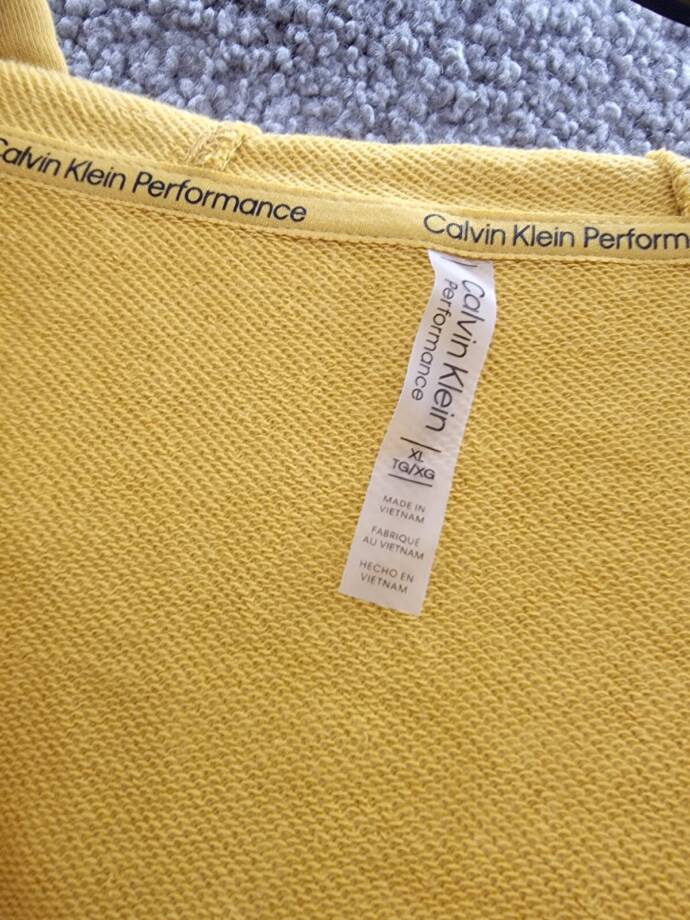 Calvin Klein Performance
Calvin Klein Perform
Calvin Klein
Performance
XL
TG/XG
MADE IN
VIETNAM
FABRIQUE
AU VIETNAM
HECHO EN
VIETNAM